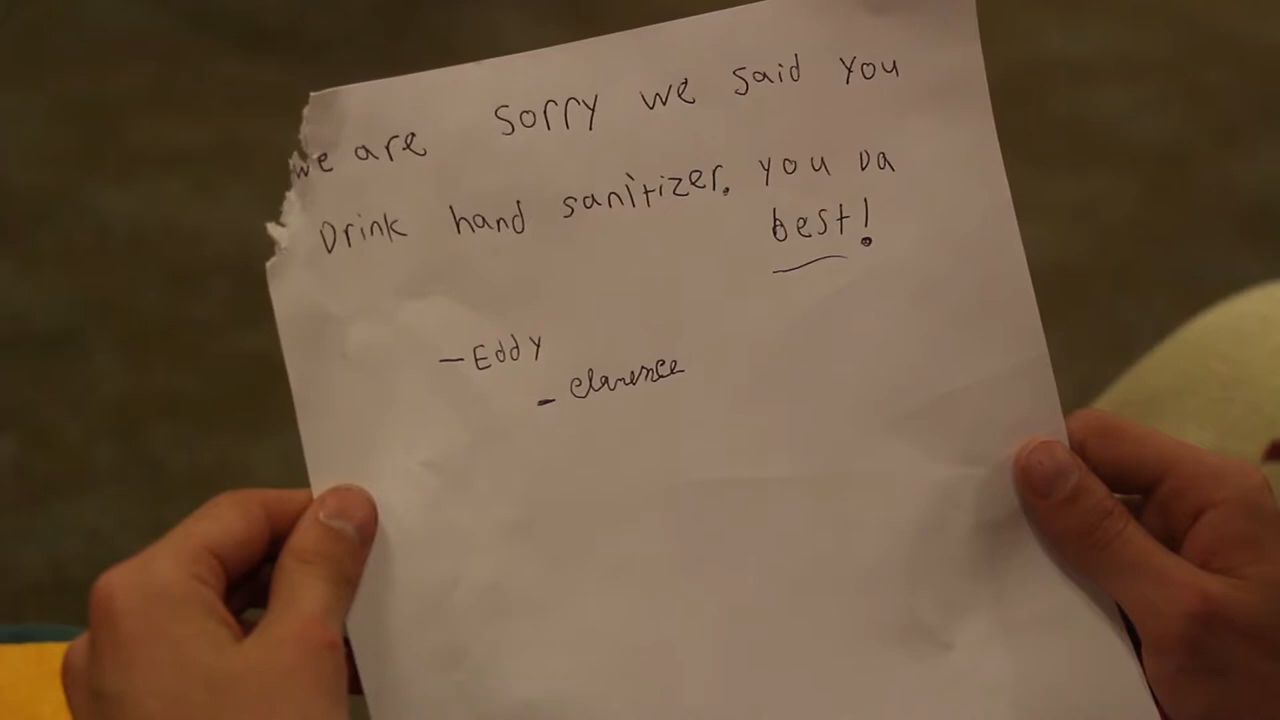 we are sorry we said you
Drink hand sanitizer. you Da
best!
- Eddy
- clarence